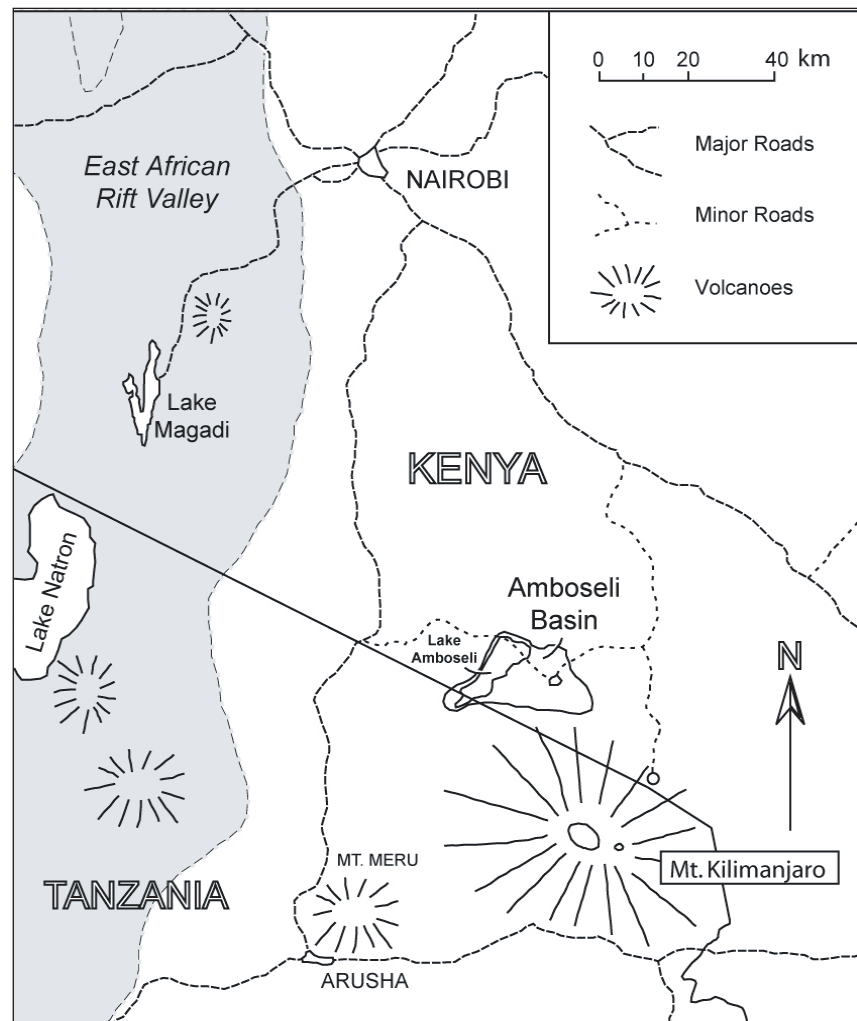 0 10 20 40 km
Major Roads
Minor Roads
Volcanoes
East African
Rift Valley
NAIROBI
Lake
Magadi
KENYA
Lake Natron
Amboseli
Basin
Lake
Amboseli
N
MT. MERU
Mt. Kilimanjaro
TANZANIA
ARUSHA